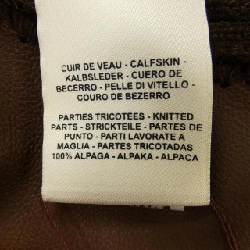 CUIR DE VEAU - CALFSKIN -
KALBSLEDER - CUERO DE
BECERRO - PELLE DI VITELLO -
COURO DE BEZERRO
PARTIES TRICOTÉES - KNITTED
PARTS - STRICKTEILE - PARTES DE
PUNTO - PARTI LAVORATE A
MAGLIA - PARTES TRICOTADAS
100% ALPAGA - ALPAKA - ALPACA